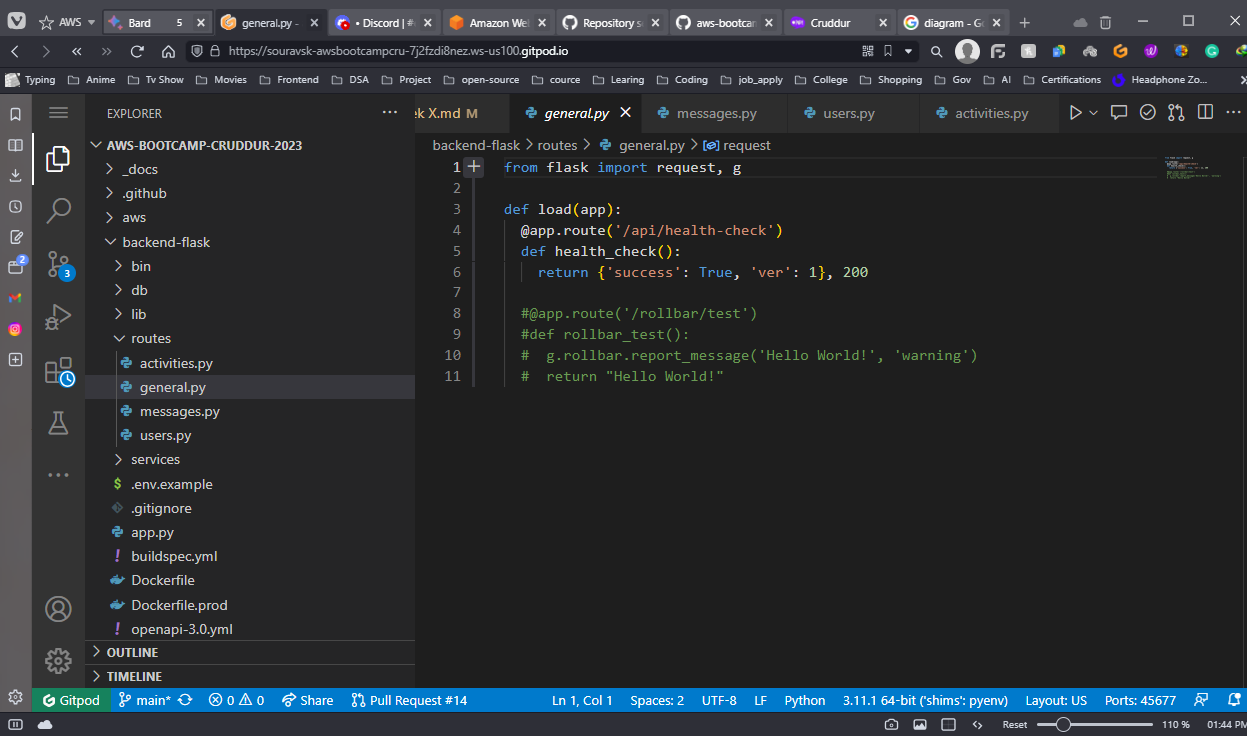 AWS
Bard 5
general.py -
• Discord | #
Amazon We
Repository s
aws-bootcam
Cruddur
diagram - G
https://souravsk-awsbootcampcru-7j2fzdi8nez.ws-us100.gitpod.io
Typing Anime Tv Show Movies Frontend DSA Project open-source cource Learing Coding job_apply College Shopping Gov AI Certifications Headphone Zo...
EXPLORER
AWS-BOOTCAMP-CRUDDUR-2023
_docs
.github
aws
backend-flask
bin
db
lib
routes
activities.py
general.py
messages.py
users.py
services
$ .env.example
.gitignore
app.py
! buildspec.yml
Dockerfile
Dockerfile.prod
! openapi-3.0.yml
OUTLINE
TIMELINE
2
3
ek X.md M
general.py
messages.py
users.py
activities.py
backend-flask > routes > general.py > request
1 from flask import request, g
2
3 def load(app):
4 @app.route('/api/health-check')
5 def health_check():
6 return {'success': True, 'ver': 1}, 200
7
8 #@app.route('/rollbar/test')
9 #def rollbar_test():
10 #  g.rollbar.report_message('Hello World!', 'warning')
11 #  return "Hello World!"
Gitpod main* 0 0 Share Pull Request #14 Ln 1, Col 1 Spaces: 2 UTF-8 LF Python 3.11.1 64-bit ('shims': pyenv) Layout: US Ports: 45677
Reset 110 % 01:44 PM